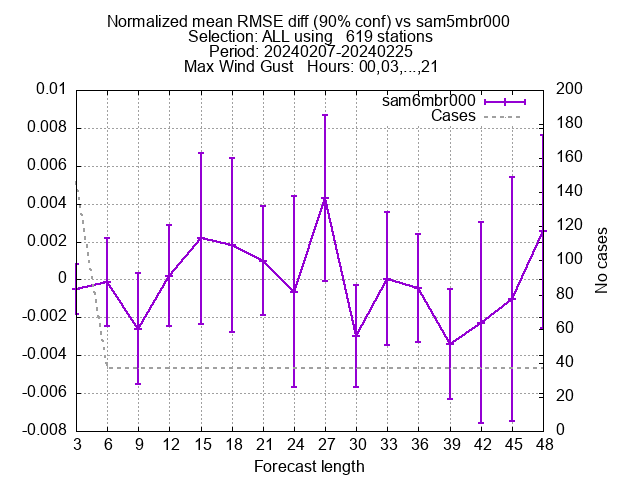 Normalized mean RMSE diff (90% conf) vs sam5mbr000
Selection: ALL using   619 stations
Period: 20240207-20240225
Max Wind Gust   Hours: 00,03,...,21
sam6mbr000
Cases
0.01
0.008
0.006
0.004
0.002
0
-0.002
-0.004
-0.006
-0.008
200
180
160
140
120
100
80
60
40
20
0
No cases
3 6 9 12 15 18 21 24 27 30 33 36 39 42 45 48
Forecast length